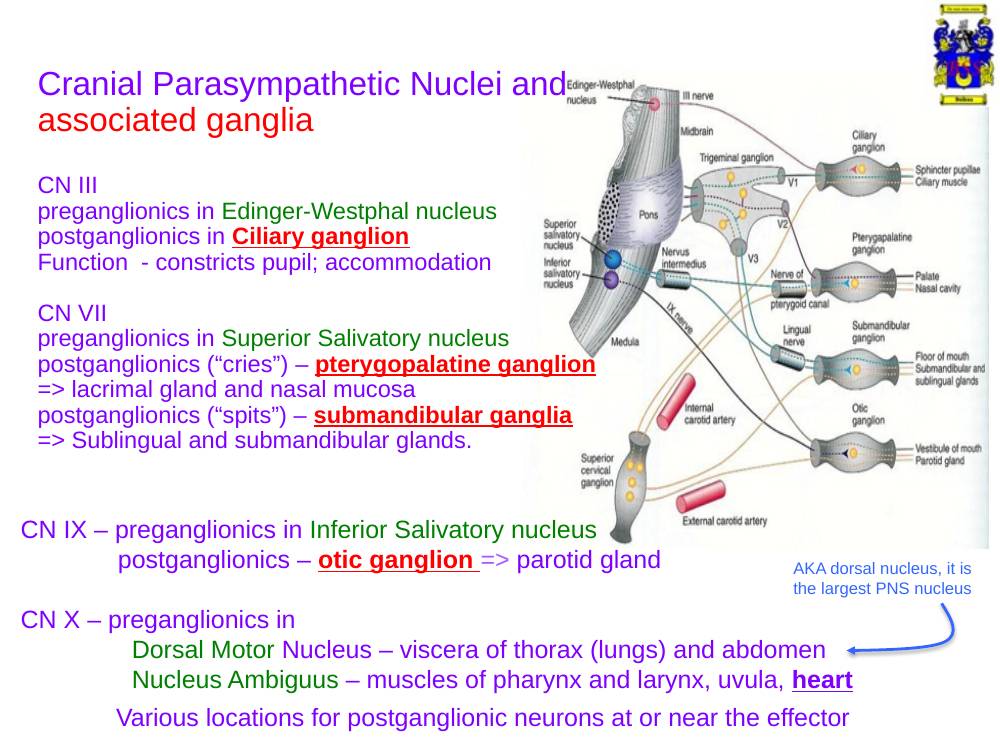 Cranial Parasympathetic Nuclei and
associated ganglia
CN III
preganglionics in Edinger-Westphal nucleus
postganglionics in Ciliary ganglion
Function - constricts pupil; accommodation
CN VII
preganglionics in Superior Salivatory nucleus
postganglionics (“cries”) – pterygopalatine ganglion
=> lacrimal gland and nasal mucosa
postganglionics (“spits”) – submandibular ganglia
=> Sublingual and submandibular glands.
CN IX – preganglionics in Inferior Salivatory nucleus
postganglionics – otic ganglion => parotid gland
CN X – preganglionics in
Dorsal Motor Nucleus – viscera of thorax (lungs) and abdomen
Nucleus Ambiguus – muscles of pharynx and larynx, uvula, heart
Various locations for postganglionic neurons at or near the effector
AKA dorsal nucleus, it is
the largest PNS nucleus
Edinger-Westphal
nucleus
III nerve
Midbrain
Trigeminal ganglion
Ciliary
ganglion
Sphincter pupillae
Ciliary muscle
V1
Pons
V2
Superior
salivatory
nucleus
Inferior
salivatory
nucleus
Nervus
intermedius
V3
Pterygapalatine
ganglion
Nerve of
pterygoid canal
Palate
Nasal cavity
IX nerve
Medulla
Lingual
nerve
Submandibular
ganglion
Floor of mouth
Submandibular and
sublingual glands
Internal
carotid artery
Otic
ganglion
Vestibule of mouth
Parotid gland
Superior
cervical
ganglion
External carotid artery